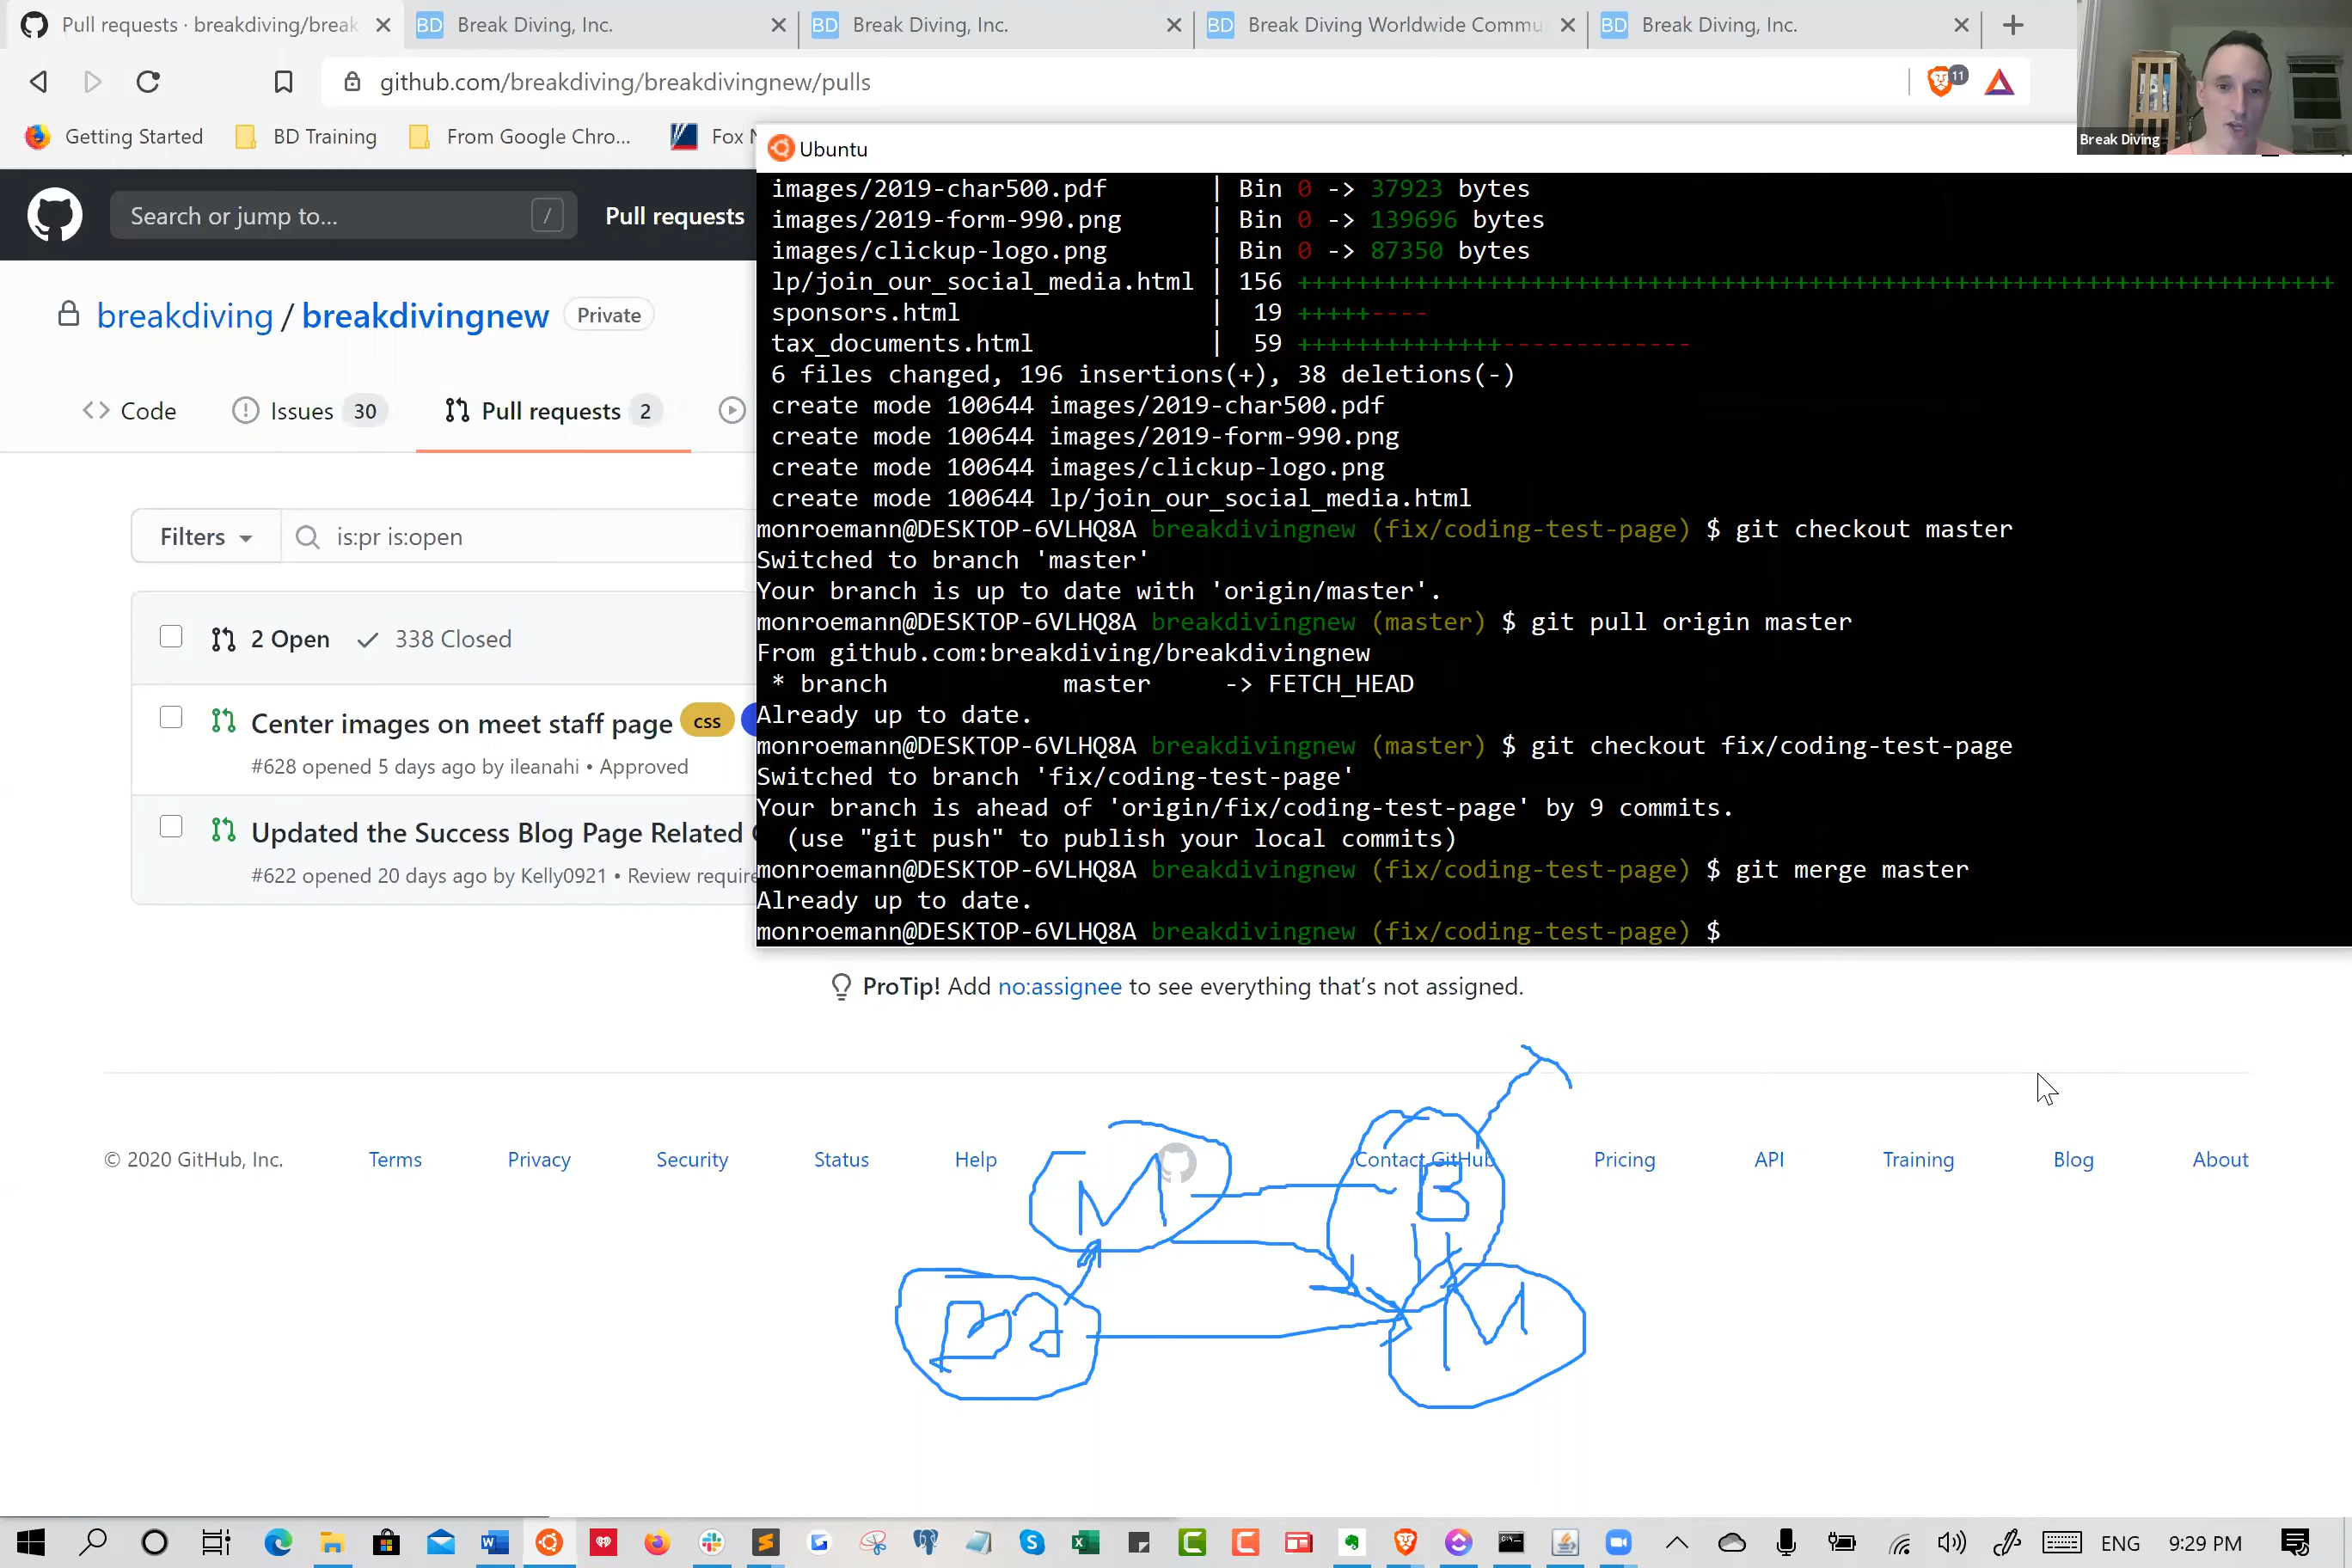 Pull requests · breakdiving/break
BD Break Diving, Inc.
BD Break Diving, Inc.
BD Break Diving Worldwide Commu
BD Break Diving, Inc.
github.com/breakdiving/breakdivingnew/pulls
11
Getting Started
BD Training
From Google Chro...
Fox N
Break Diving
Search or jump to...
/
Pull requests
breakdiving / breakdivingnew Private
<> Code
Issues 30
Pull requests 2
Filters
is:pr is:open
2 Open 338 Closed
Center images on meet staff page css
#628 opened 5 days ago by ileanahi • Approved
Updated the Success Blog Page Related
#622 opened 20 days ago by Kelly0921 • Review require
Ubuntu
images/2019-char500.pdf | Bin 0 -> 37923 bytes
images/2019-form-990.png | Bin 0 -> 139696 bytes
images/clickup-logo.png | Bin 0 -> 87350 bytes
lp/join_our_social_media.html | 156 +++++++++++++++++++++++++++++++++++++++++++++++++++++++++++++++++++++++
sponsors.html | 19 +++++----
tax_documents.html | 59 ++++++++++++++-------------
6 files changed, 196 insertions(+), 38 deletions(-)
create mode 100644 images/2019-char500.pdf
create mode 100644 images/2019-form-990.png
create mode 100644 images/clickup-logo.png
create mode 100644 lp/join_our_social_media.html
monroemann@DESKTOP-6VLHQ8A breakdivingnew (fix/coding-test-page) $ git checkout master
Switched to branch 'master'
Your branch is up to date with 'origin/master'.
monroemann@DESKTOP-6VLHQ8A breakdivingnew (master) $ git pull origin master
From github.com:breakdiving/breakdivingnew
* branch master -> FETCH_HEAD
Already up to date.
monroemann@DESKTOP-6VLHQ8A breakdivingnew (master) $ git checkout fix/coding-test-page
Switched to branch 'fix/coding-test-page'
Your branch is ahead of 'origin/fix/coding-test-page' by 9 commits.
(use "git push" to publish your local commits)
monroemann@DESKTOP-6VLHQ8A breakdivingnew (fix/coding-test-page) $ git merge master
Already up to date.
monroemann@DESKTOP-6VLHQ8A breakdivingnew (fix/coding-test-page) $
ProTip! Add no:assignee to see everything that's not assigned.
© 2020 GitHub, Inc.
Terms
Privacy
Security
Status
Help
Contact GitHub
Pricing
API
Training
Blog
About
M
B
M
ENG
9:29 PM